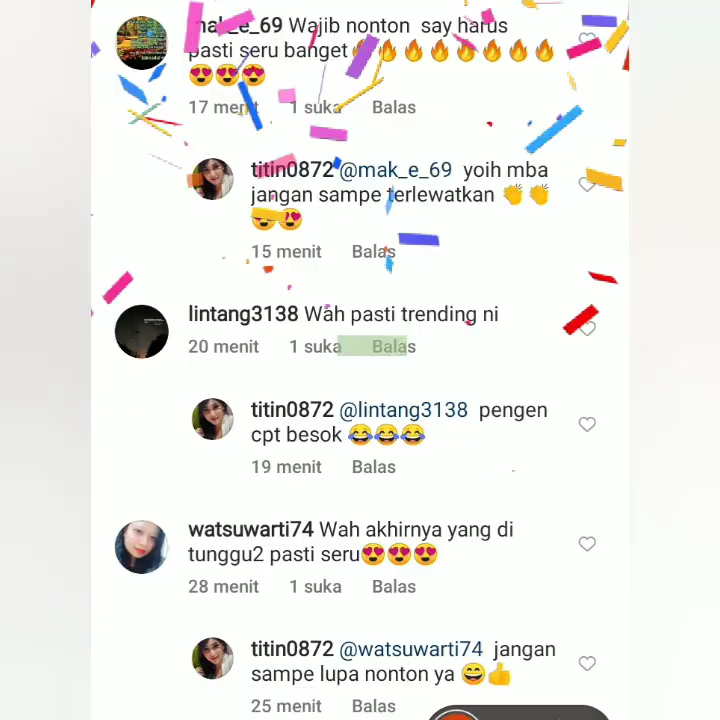 mak_e_69 Wajib nonton say harus
pasti seru banget🔥🔥🔥🔥🔥🔥🔥🔥
😍😍😍
17 menit 1 suka Balas
titin0872 @mak_e_69 yoih mba
jangan sampe terlewatkan 👏👏
😍😍
15 menit Balas
lintang3138 Wah pasti trending ni
20 menit 1 suka Balas
titin0872 @lintang3138 pengen
cpt besok 😂😂😂
19 menit Balas
watsuwarti74 Wah akhirnya yang di
tunggu2 pasti seru😍😍😍
28 menit 1 suka Balas
titin0872 @watsuwarti74 jangan
sampe lupa nonton ya 😄👍
25 menit Balas